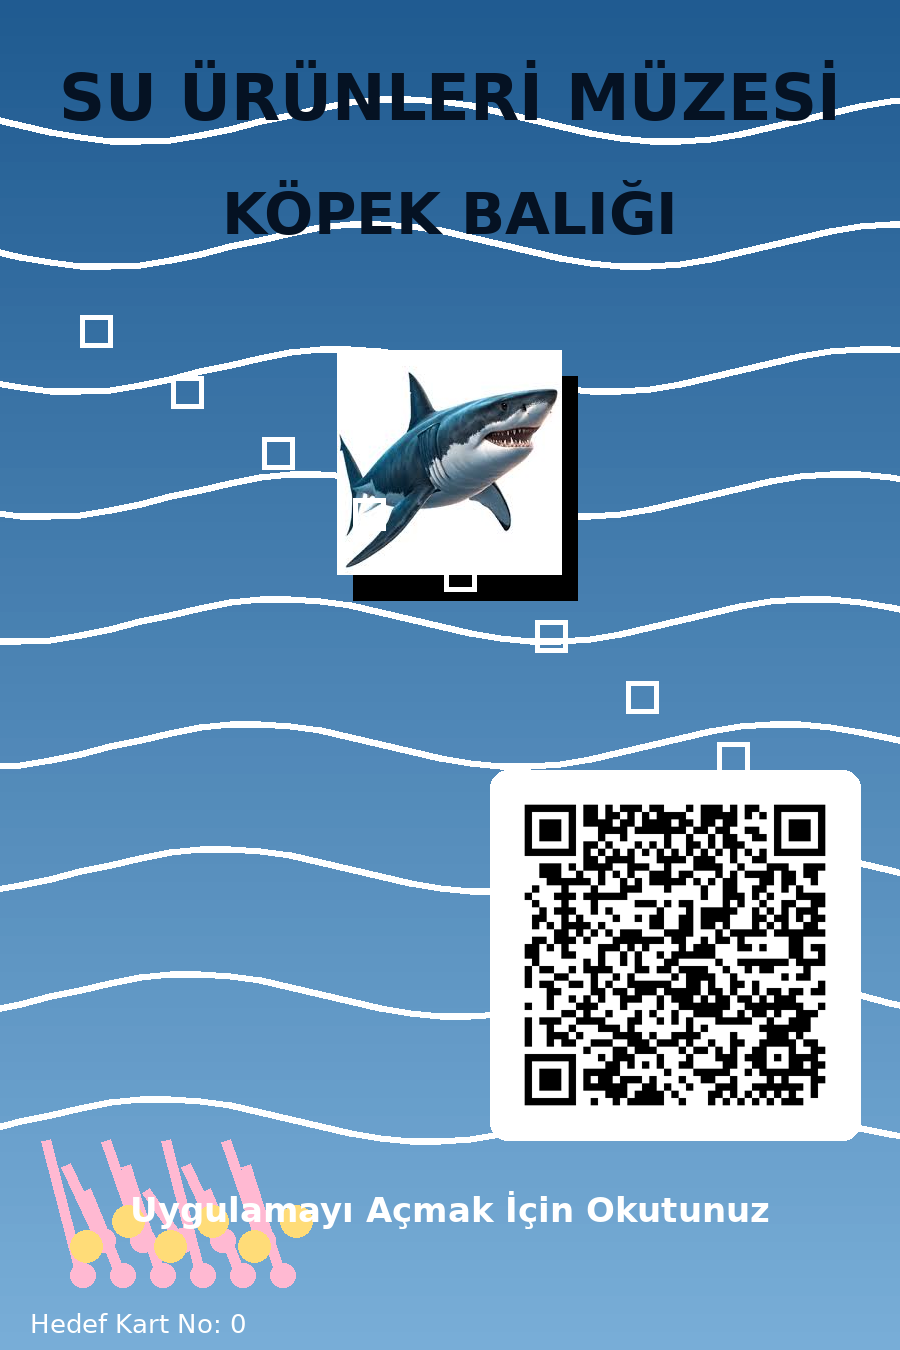 SU ÜRÜNLERİ MÜZESİ
KÖPEK BALIĞI
Uygulamayı Açmak İçin Okutunuz
Hedef Kart No: 0